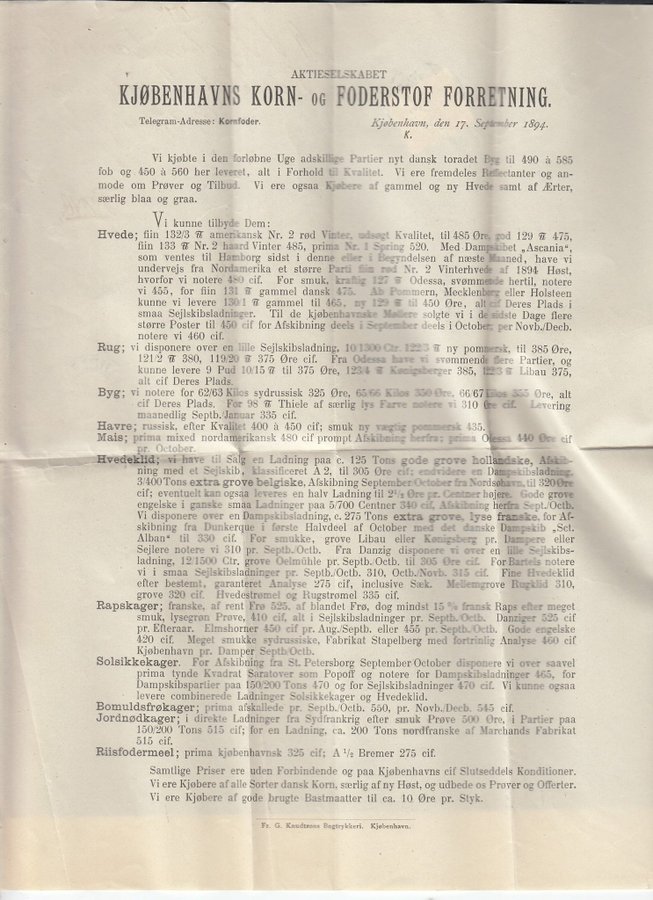 AKTIESELSKABET
KJØBENHAVNS KORN- OG FODERSTOF FORRETNING.
Telegram-Adresse: Kornfoder.
Kjøbenhavn, den 17. September 1894.
K.
Vi kjøbte i den forløbne Uge adskillige Partier nyt dansk toradet Byg til 490 à 585
fob og 450 à 560 her leveret, alt i Forhold til Kvalitet. Vi ere fremdeles Reflectanter og an-
mode om Prøver og Tilbud. Vi ere ogsaa Kjøbere af gammel og ny Hvede samt af Ærter,
særlig blaa og graa.
Vi kunne tilbyde Dem:
Hvede; fiin 132/3 ℔ amerikansk Nr. 2 rød Vinter, udsøgt Kvalitet, til 485 Øre, god 129 ℔ 475,
fiin 133 ℔ Nr. 2 haard Vinter 485, prima Nr. 1 Spring 520. Med Dampskibet „Ascania",
som ventes til Hamborg sidst i denne eller i Begyndelsen af næste Maaned, have vi
undervejs fra Nordamerika et større Parti fiin rød Nr. 2 Vinterhvede af 1894 Høst,
hvorfor vi notere 480 cif. For smuk, kraftig 127 ℔ Odessa, svømmende hertil, notere
vi 455, for fiin 131 ℔ gammel dansk 475. Ab Pommern, Mecklenborg eller Holsteen
kunne vi levere 130/1 ℔ gammel til 465, ny 129 ℔ til 450 Øre, alt cif Deres Plads i
smaa Sejlskibsladninger. Til de kjøbenhavnske Møllere solgte vi i de sidste Dage flere
større Poster til 450 cif for Afskibning deels i September deels i October, per Novb./Decb.
notere vi 460 cif.
Rug; vi disponere over en lille Sejlskibsladning, 10/1300 Ctr. 122/3 ℔ ny pommersk, til 385 Øre,
121/2 ℔ 380, 119/20 ℔ 375 Øre cif. Fra Odessa have vi svømmende flere Partier, og
kunne levere 9 Pud 10/15 ℔ til 375 Øre, 123/4 ℔ Königsberger 385, 122/3 ℔ Libau 375,
alt cif Deres Plads.
Byg; vi notere for 62/63 Kilos sydrussisk 325 Øre, 65/66 Kilos 350 Øre, 66/67 Kilos 355 Øre, alt
cif Deres Plads. For 98 ℔ Thiele af særlig lys Farve notere vi 310 Øre cif. Levering
maanedlig Septb./Januar 335 cif.
Havre; russisk, efter Kvalitet 400 à 450 cif; smuk ny vægtig pommersk 435.
Mais; prima mixed nordamerikansk 480 cif prompt Afskibning herfra; prima Odessa 440 Øre cif
pr. October.
Hvedeklid; vi have til Salg en Ladning paa c. 125 Tons gode grove hollandske, Afskib-
ning med et Sejlskib, klassificeret A 2, til 305 Øre cif; endvidere en Dampskibsladning,
3/400 Tons extra grove belgiske, Afskibning September/October fra Nordsøhavn, til 320 Øre
cif; eventuelt kan ogsaa leveres en halv Ladning til 2½ Øre pr. Centner højere. Gode grove
engelske i ganske smaa Ladninger paa 5/700 Centner 340 cif, Afskibning herfra Sept./Octb.
Vi disponere over en Dampskibsladning, c. 275 Tons extra grove, lyse franske, for Af-
skibning fra Dunkerque i første Halvdeel af October med det danske Dampskib „Sct.
Alban" til 330 cif. For smukke, grove Libau eller Königsberg pr. Dampere eller
Sejlere notere vi 310 pr. Septb./Octb. Fra Danzig disponere vi over en lille Sejlskibs-
ladning, 12/1500 Ctr. grove Oelmühle pr. Septb./Octb. til 305 Øre cif. For Bartels notere
vi i smaa Sejlskibsladninger pr. Septb./Octb. 310, Octb./Novb. 315 cif. Fine Hvedeklid
efter bestemt, garanteret Analyse 275 cif, inclusive Sæk. Mellemgrove Rugklid 310,
grove 320 cif. Hvedestrømel og Rugstrømel 335 cif.
Rapskager; franske, af rent Frø 525, af blandet Frø, dog mindst 15 % fransk Raps efter meget
smuk, lysegrøn Prøve, 410 cif, alt i Sejlskibsladninger pr. Septb./Octb. Danziger 525 cif
pr. Efteraar. Elmshorner 450 cif pr. Aug./Septb. eller 455 pr. Septb./Octb. Gode engelske
420 cif. Meget smukke sydrussiske, Fabrikat Stapelberg med fortrinlig Analyse 460 cif
Kjøbenhavn pr. Damper Septb./Octb.
Solsikkekager. For Afskibning fra St. Petersborg September/October disponere vi over saavel
prima tynde Kvadrat Saratover som Popoff og notere for Dampskibsladninger 465, for
Dampskibspartier paa 150/200 Tons 470 og for Sejlskibsladninger 470 cif. Vi kunne ogsaa
levere combinerede Ladninger Solsikkekager og Hvedeklid.
Bomuldsfrøkager; prima afskallede pr. Septb./Octb. 550, pr. Novb./Decb. 545 cif.
Jordnødkager; i direkte Ladninger fra Sydfrankrig efter smuk Prøve 500 Øre, i Partier paa
150/200 Tons 515 cif; for en Ladning, ca. 200 Tons nordfranske af Marchands Fabrikat
515 cif.
Riisfodermeel; prima kjøbenhavnsk 325 cif; A ½ Bremer 275 cif.
Samtlige Priser ere uden Forbindende og paa Kjøbenhavns cif Slutseddels Konditioner.
Vi ere Kjøbere af alle Sorter dansk Korn, særlig af ny Høst, og udbede os Prøver og Offerter.
Vi ere Kjøbere af gode brugte Bastmaatter til ca. 10 Øre pr. Styk.
Fr. G. Knudtzons Bogtrykkeri. Kjøbenhavn.